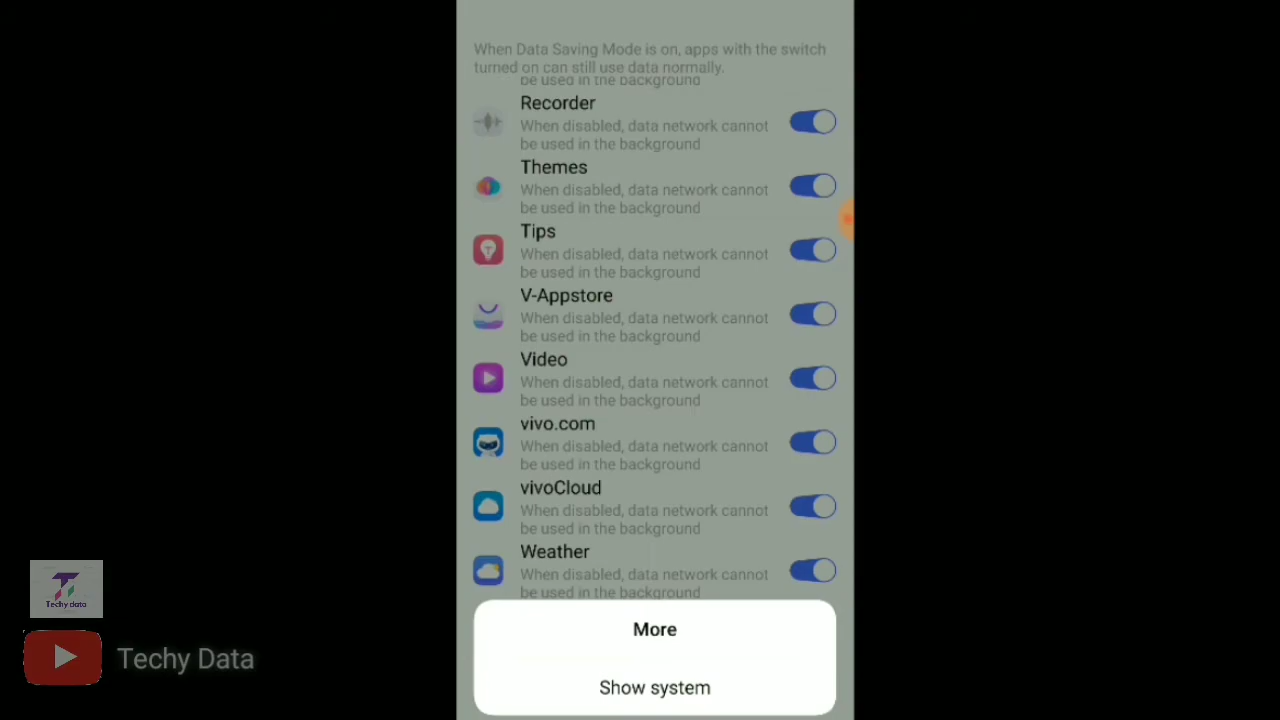 When Data Saving Mode is on, apps with the switch
turned on can still use data normally.
be used in the background
Recorder
When disabled, data network cannot
be used in the background
Themes
When disabled, data network cannot
be used in the background
Tips
When disabled, data network cannot
be used in the background
V-Appstore
When disabled, data network cannot
be used in the background
Video
When disabled, data network cannot
be used in the background
vivo.com
When disabled, data network cannot
be used in the background
vivoCloud
When disabled, data network cannot
be used in the background
Weather
When disabled, data network cannot
be used in the background
More
Show system
Techy data
Techy Data